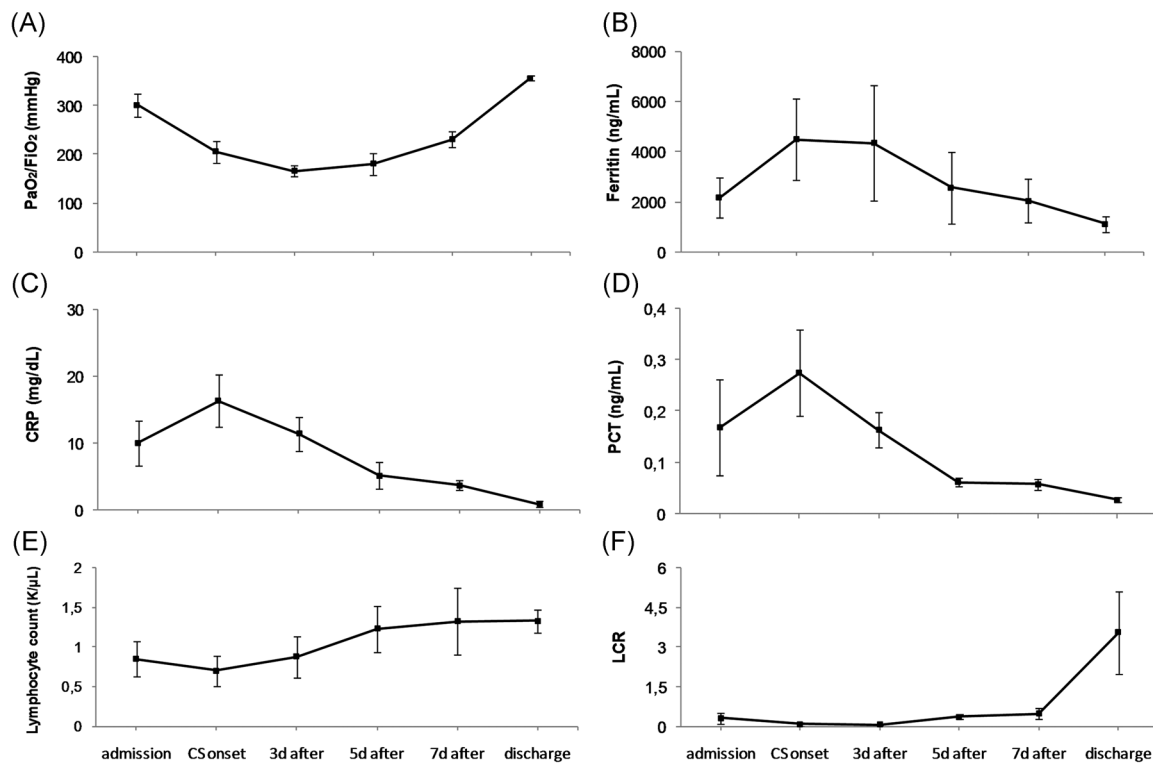 (A)
PaO₂/FiO₂ (mmHg)
400
300
200
100
0
(B)
Ferritin (ng/mL)
8000
6000
4000
2000
0
(C)
CRP (mg/dL)
30
20
10
0
(D)
PCT (ng/mL)
0,4
0,3
0,2
0,1
0
(E)
Lymphocyte count (K/µL)
2
1,5
1
0,5
0
admission CS onset 3d after 5d after 7d after discharge
(F)
LCR
6
4,5
3
1,5
0
admission CS onset 3d after 5d after 7d after discharge